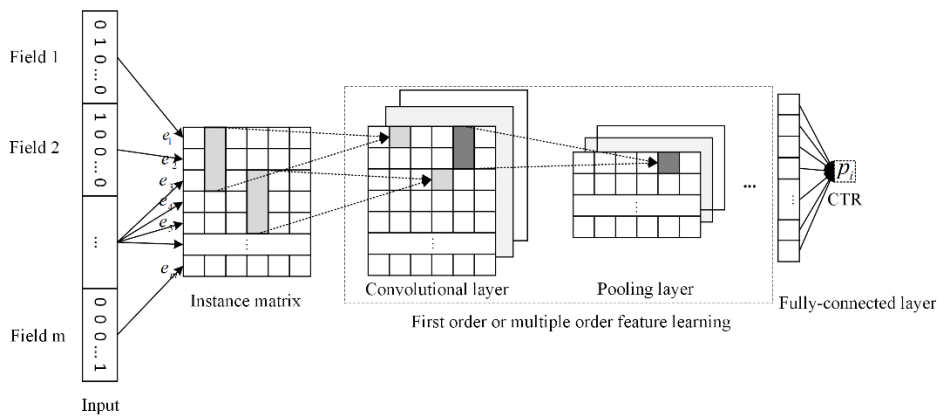 Field 1
0 1 0 ... 0
Field 2
1 0 0 ... 0
...
Field m
0 0 0 ... 1
Input
e1
e2
e3
e4
e5
⋮
em
Instance matrix
⋮
Convolutional layer
⋮
Pooling layer
First order or multiple order feature learning
...
⋮
Fully-connected layer
pi
CTR